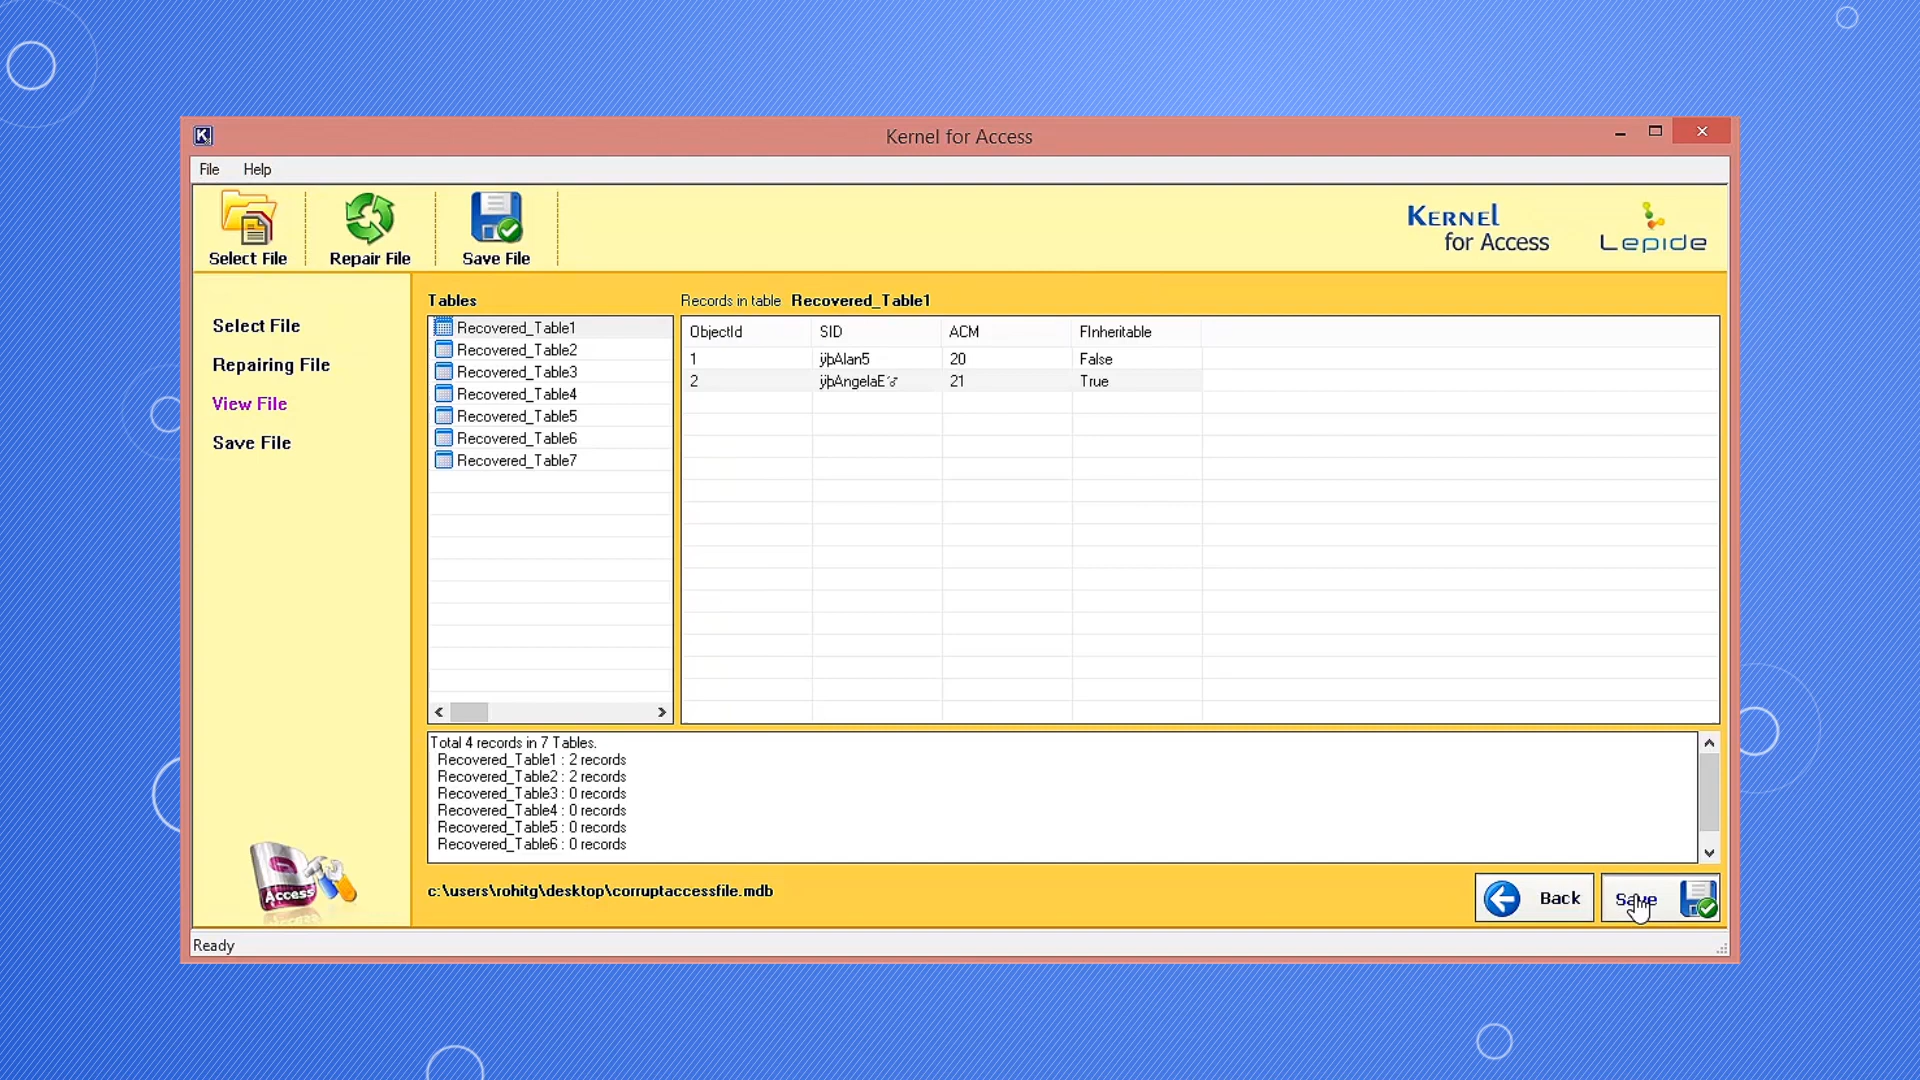 Kernel for Access
File Help
Select File Repair File Save File
KERNEL for Access
Lepide
Select File
Repairing File
View File
Save File
Access
Tables
Recovered_Table1
Recovered_Table2
Recovered_Table3
Recovered_Table4
Recovered_Table5
Recovered_Table6
Recovered_Table7
Records in table Recovered_Table1
ObjectId SID ACM FInheritable
1 ÿþAlan5 20 False
2 ÿþAngelaE 21 True
Total 4 records in 7 Tables.
Recovered_Table1 : 2 records
Recovered_Table2 : 2 records
Recovered_Table3 : 0 records
Recovered_Table4 : 0 records
Recovered_Table5 : 0 records
Recovered_Table6 : 0 records
c:\users\rohitg\desktop\corruptaccessfile.mdb
Back Save
Ready